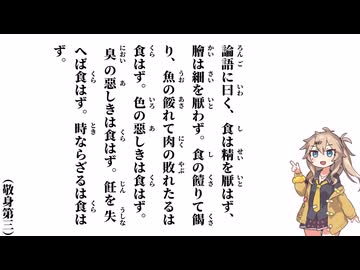 論語に曰く、食は精を厭はず、
膾は細を厭わず。食の饐りて餲
り、魚の餒れて肉の敗れたるは
食はず。色の惡しきは食はず。
臭の惡しきは食はず。飪を失
へば食はず。時ならざるは食は
ず。
（敬身第三）